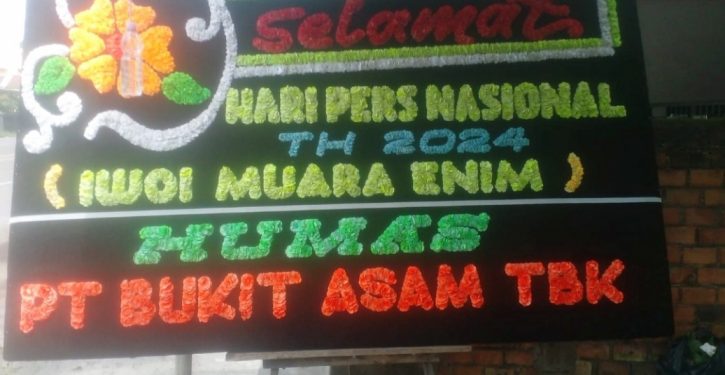 Selamat
HARI PERS NASIONAL
TH 2024
(IWOI MUARA ENIM)
HUMAS
PT BUKIT ASAM TBK